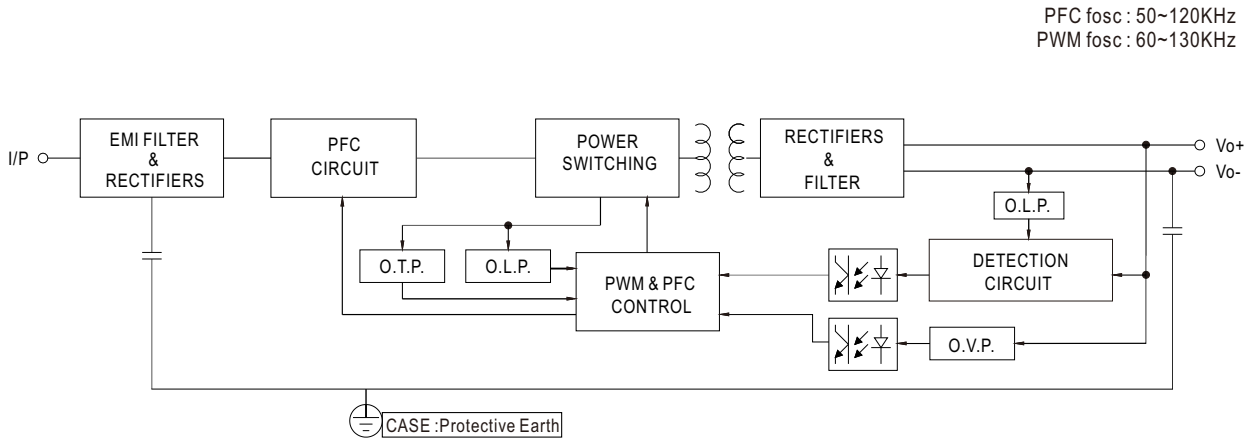 PFC fosc : 50~120KHz
PWM fosc : 60~130KHz
I/P
EMI FILTER
&
RECTIFIERS
PFC
CIRCUIT
POWER
SWITCHING
RECTIFIERS
&
FILTER
Vo+
Vo-
O.L.P.
O.T.P.
O.L.P.
PWM & PFC
CONTROL
DETECTION
CIRCUIT
O.V.P.
CASE :Protective Earth